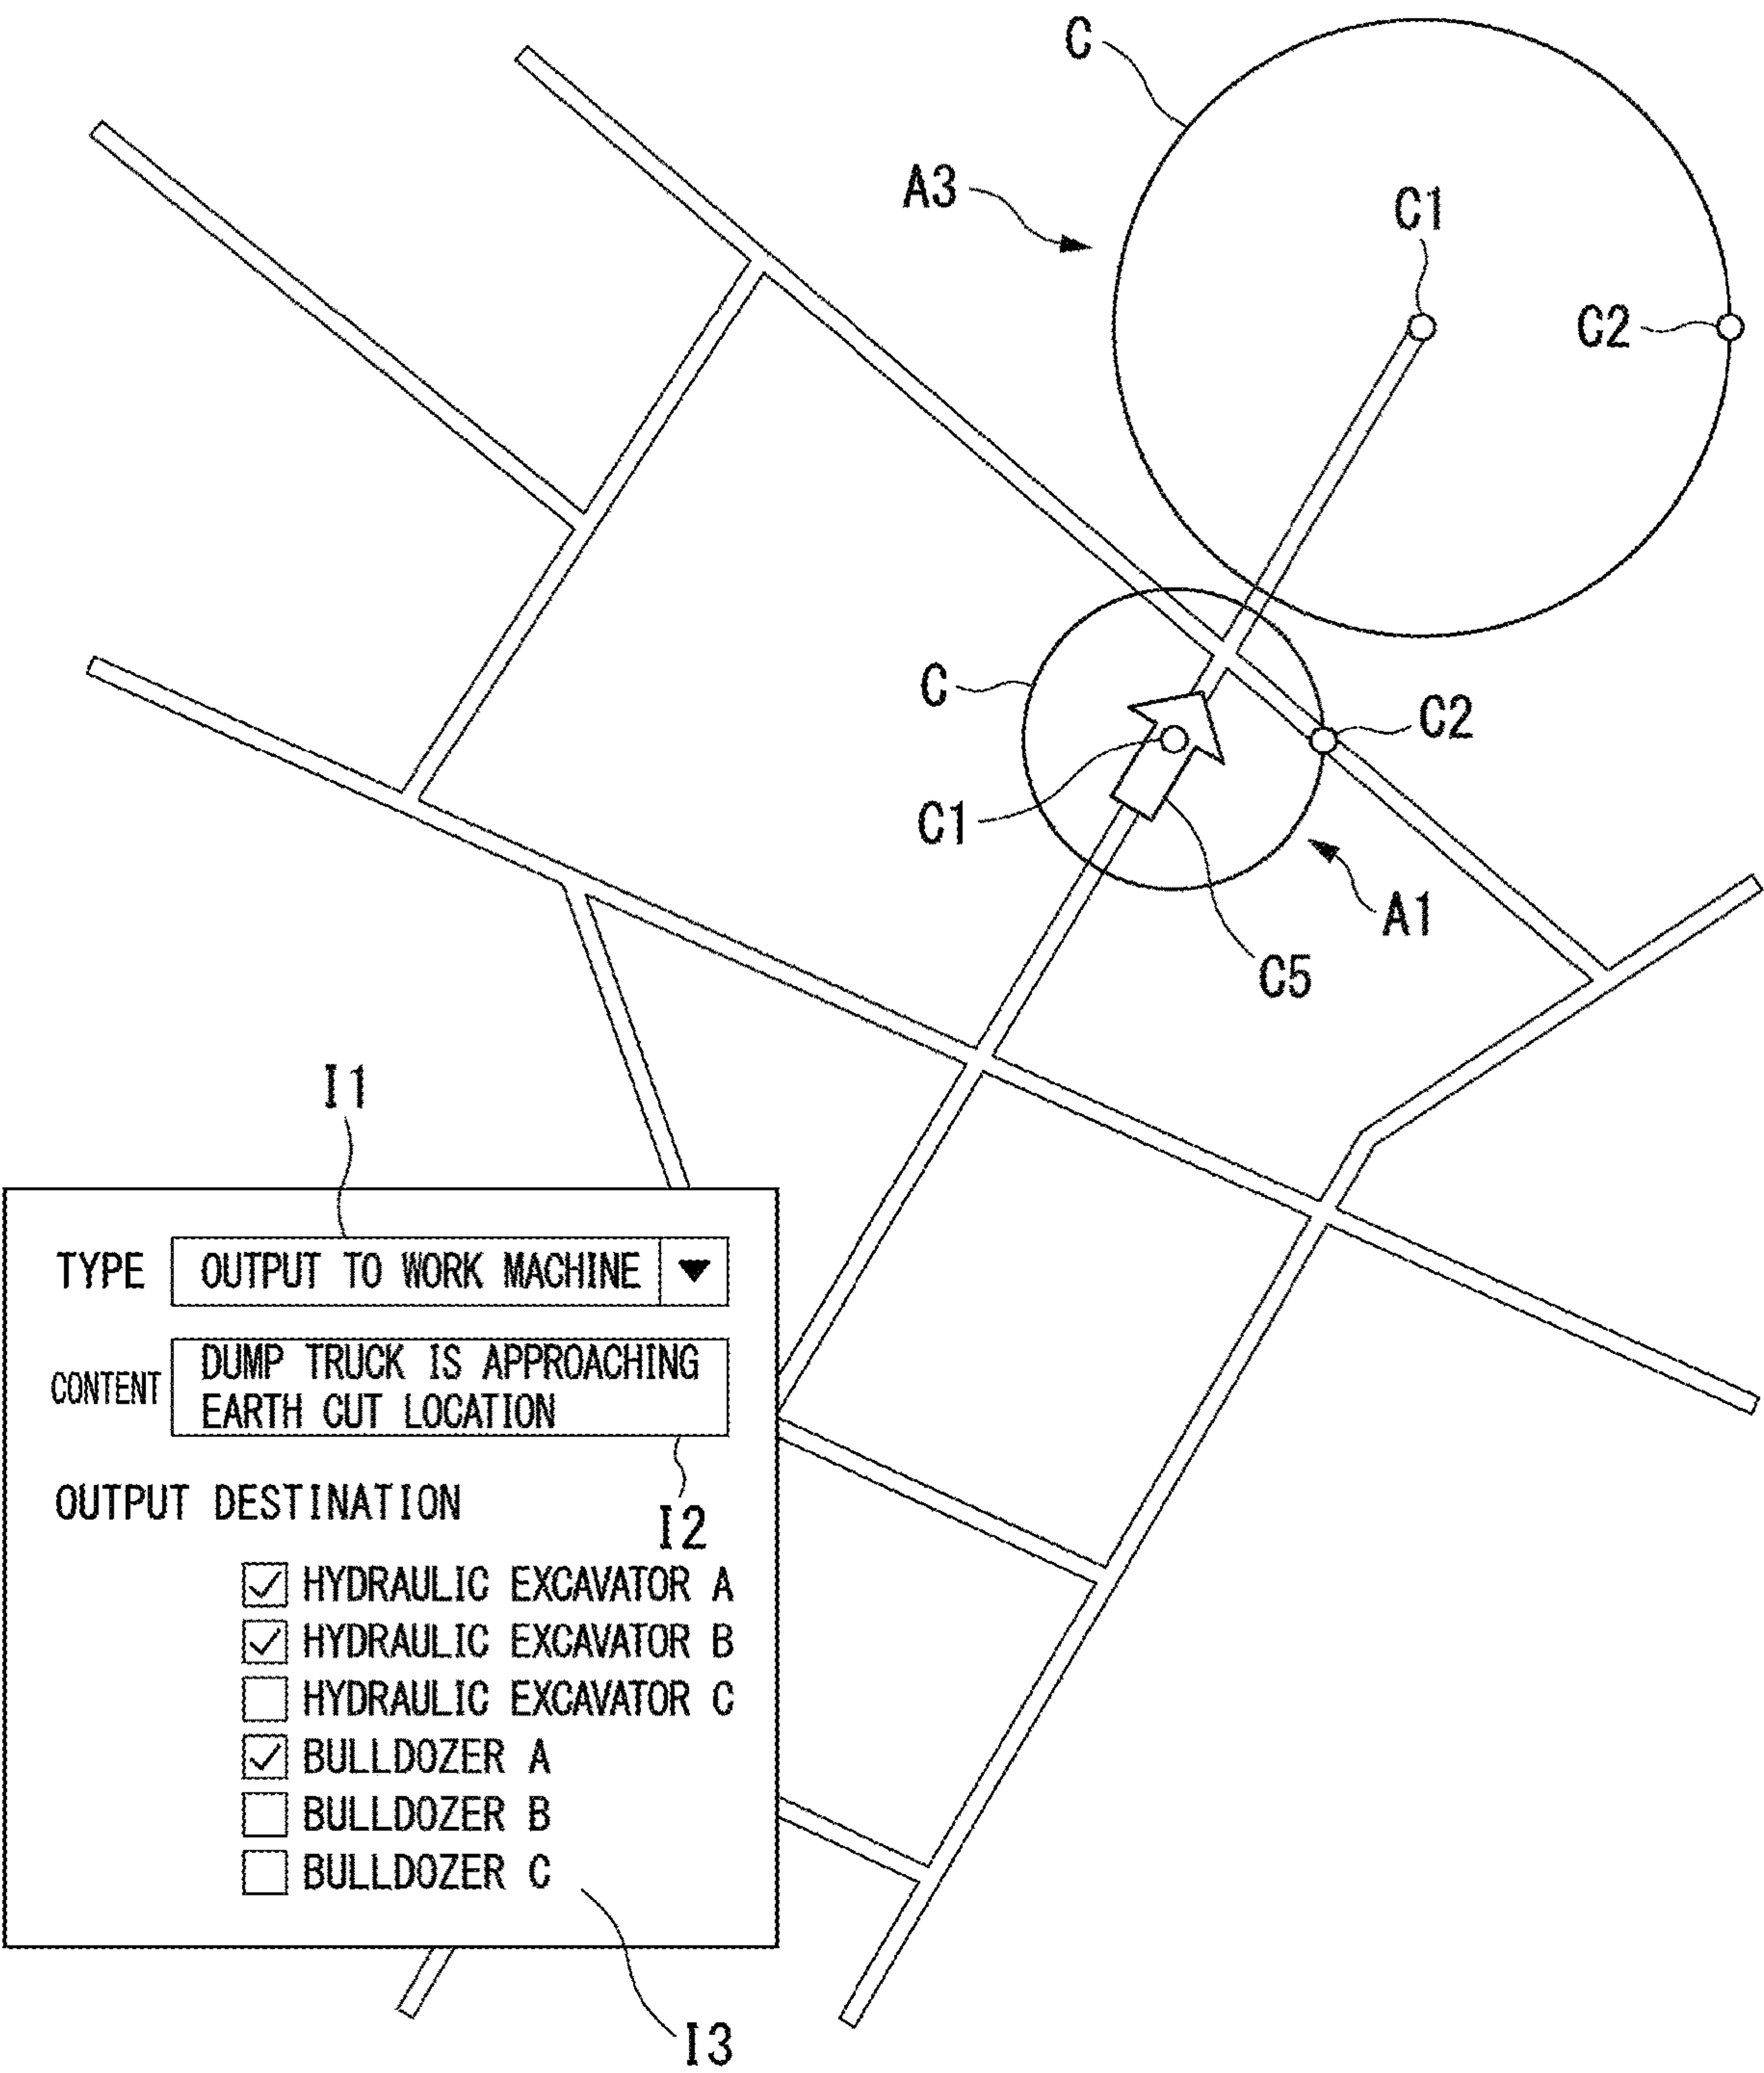 C
A3
C1
C2
C
C2
C1
A1
C5
I1
TYPE OUTPUT TO WORK MACHINE
CONTENT DUMP TRUCK IS APPROACHING
EARTH CUT LOCATION
OUTPUT DESTINATION
I2
HYDRAULIC EXCAVATOR A
HYDRAULIC EXCAVATOR B
HYDRAULIC EXCAVATOR C
BULLDOZER A
BULLDOZER B
BULLDOZER C
I3